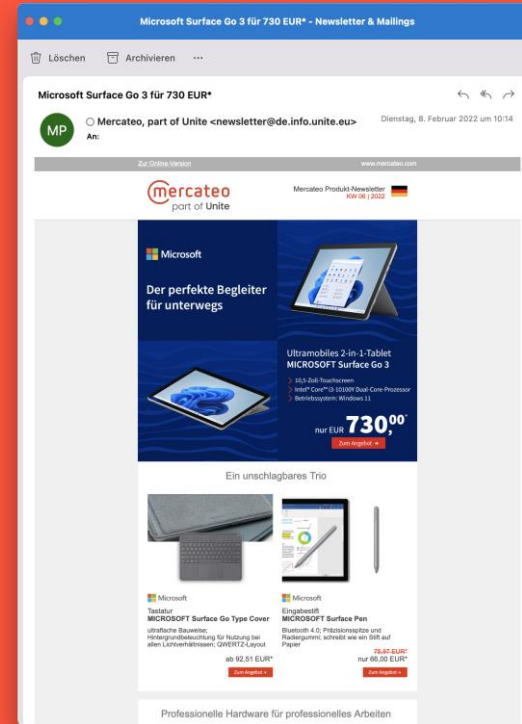 Microsoft Surface Go 3 für 730 EUR* - Newsletter & Mailings
Löschen
Archivieren
Microsoft Surface Go 3 für 730 EUR*
MP
Mercateo, part of Unite <newsletter@de.info.unite.eu>
Dienstag, 8. Februar 2022 um 10:14
An:
Zur Online-Version
www.mercateo.com
mercateo
part of Unite
Mercateo Produkt-Newsletter
KW 06 | 2022
Microsoft
Der perfekte Begleiter
für unterwegs
Ultramobiles 2-in-1-Tablet
MICROSOFT Surface Go 3
10,5-Zoll-Touchscreen
Intel® Core™ i3-10100Y Dual-Core-Prozessor
Betriebssystem: Windows 11
nur EUR 730,00*
Zum Angebot
Ein unschlagbares Trio
Microsoft
Tastatur
MICROSOFT Surface Go Type Cover
ultraflache Bauweise;
Hintergrundbeleuchtung für Nutzung bei
allen Lichtverhältnissen; QWERTZ-Layout
ab 92,51 EUR*
Zum Angebot
Microsoft
Eingabestift
MICROSOFT Surface Pen
Bluetooth 4.0; Präzisionsspitze und
Radiergummi; schreibt wie ein Stift auf
Papier
nur 66,00 EUR*
Zum Angebot
Professionelle Hardware für professionelles Arbeiten